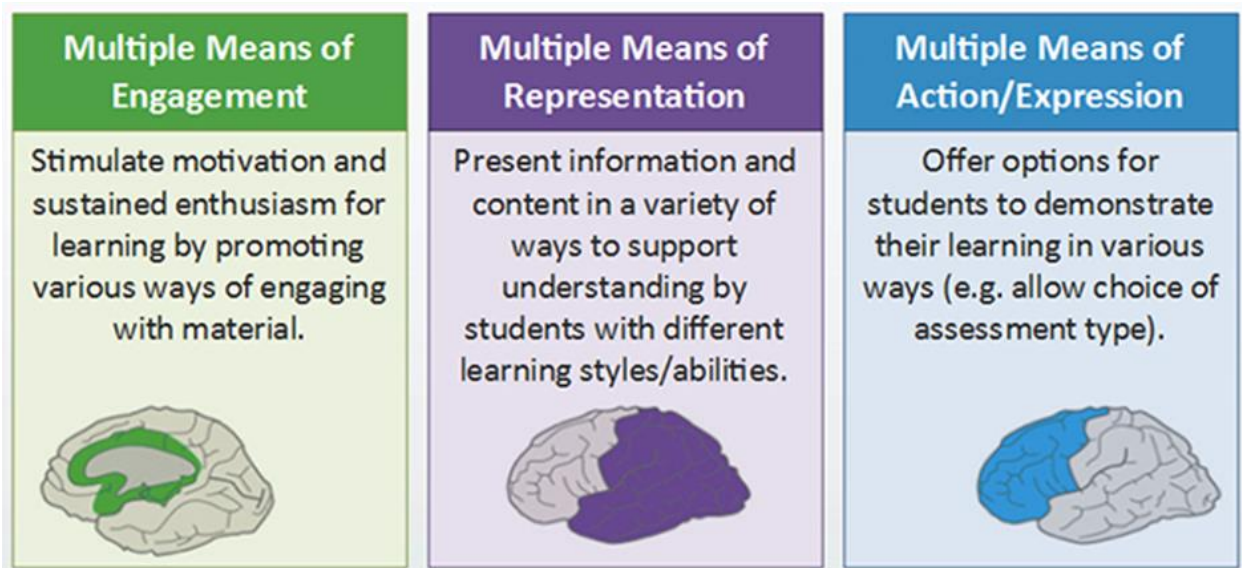 Multiple Means of
Engagement
Stimulate motivation and
sustained enthusiasm for
learning by promoting
various ways of engaging
with material.
Multiple Means of
Representation
Present information and
content in a variety of
ways to support
understanding by
students with different
learning styles/abilities.
Multiple Means of
Action/Expression
Offer options for
students to demonstrate
their learning in various
ways (e.g. allow choice of
assessment type).